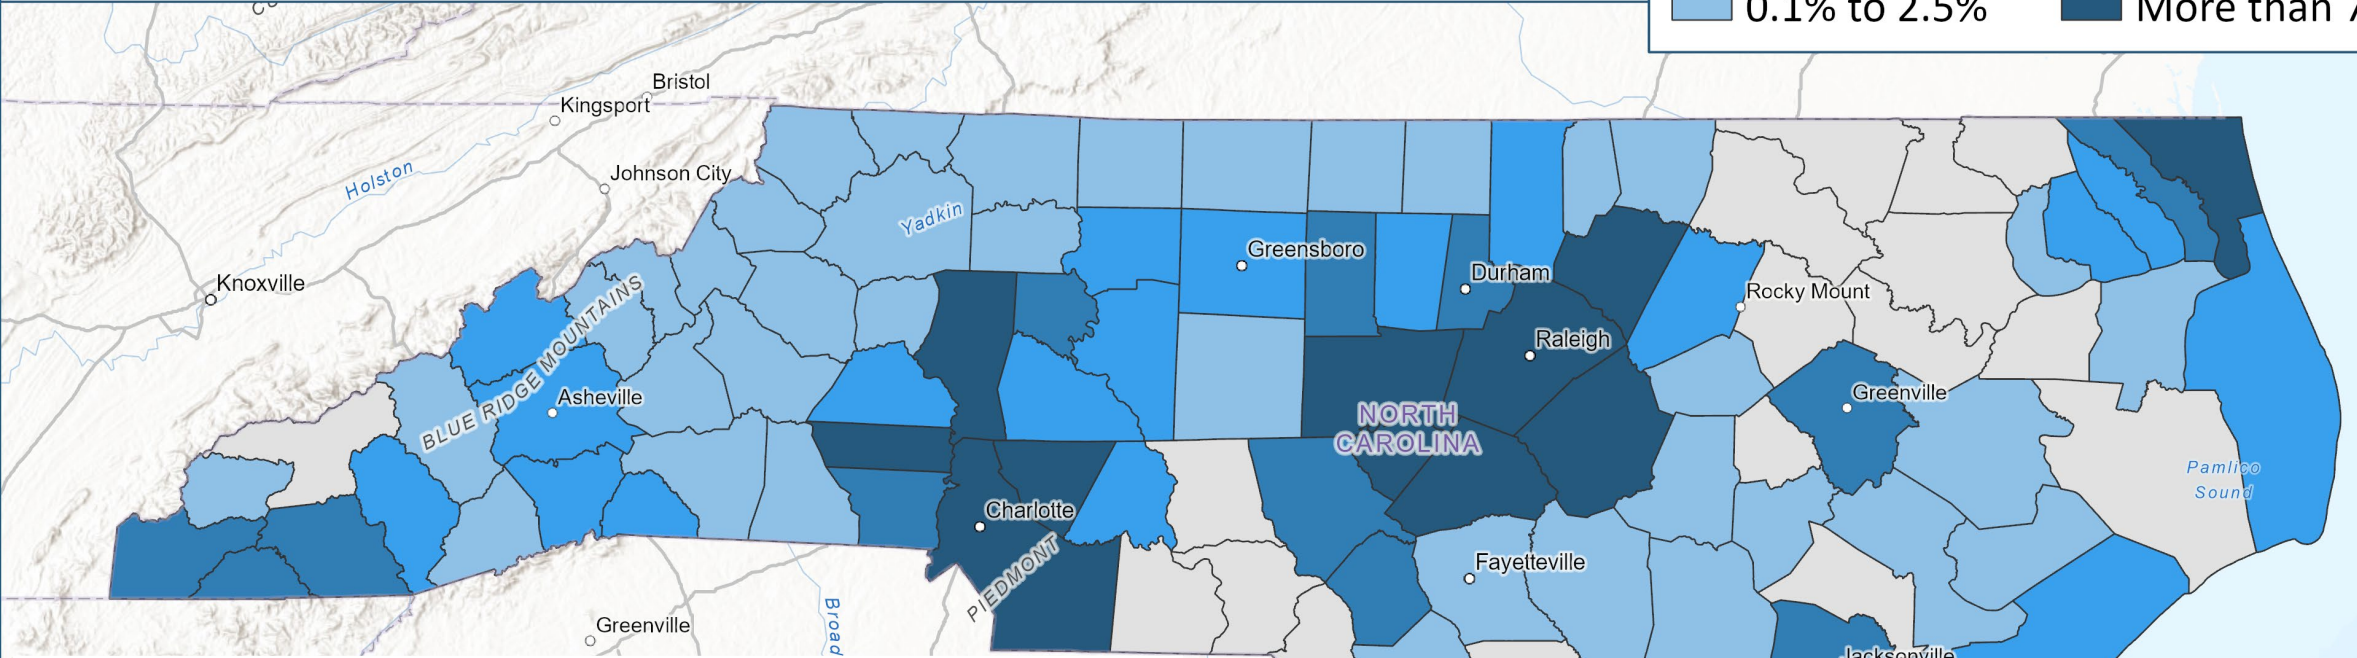 0.1% to 2.5%
More than
Bristol
Kingsport
Johnson City
Holston
Yadkin
Knoxville
Greensboro
Durham
Rocky Mount
Raleigh
BLUE RIDGE MOUNTAINS
Asheville
Greenville
NORTH
CAROLINA
Pamlico
Sound
Charlotte
Fayetteville
PIEDMONT
Greenville
Broad
Jacksonville